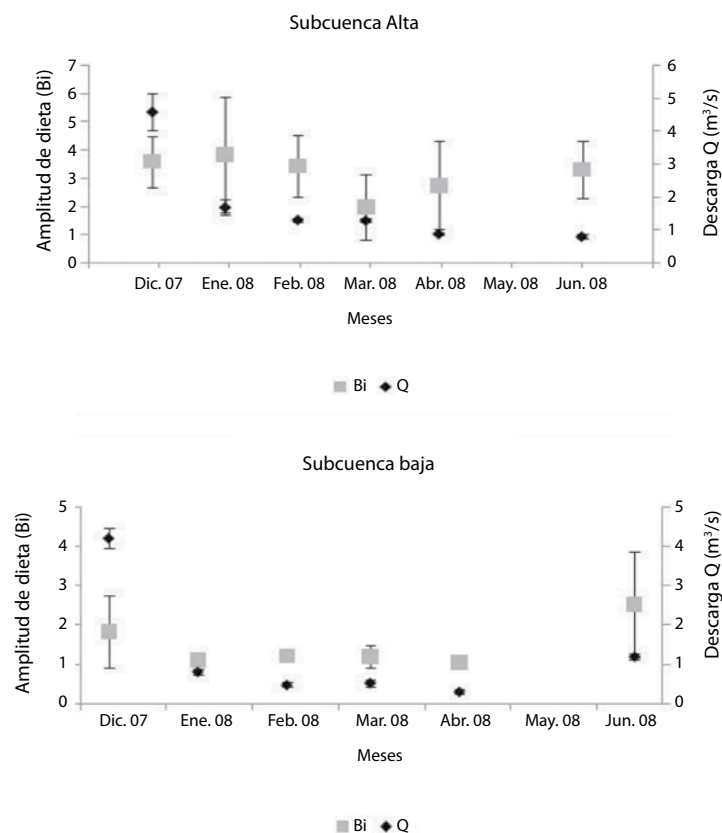 Subcuenca Alta
Amplitud de dieta (Bi)
7
6
5
4
3
2
1
0
6
5
4
3
2
1
0
Descarga Q (m³/s)
Dic. 07 Ene. 08 Feb. 08 Mar. 08 Abr. 08 May. 08 Jun. 08
Meses
Bi Q
Subcuenca baja
Amplitud de dieta (Bi)
5
4
3
2
1
0
5
4
3
2
1
0
Descarga Q (m³/s)
Dic. 07 Ene. 08 Feb. 08 Mar. 08 Abr. 08 May. 08 Jun. 08
Meses
Bi Q